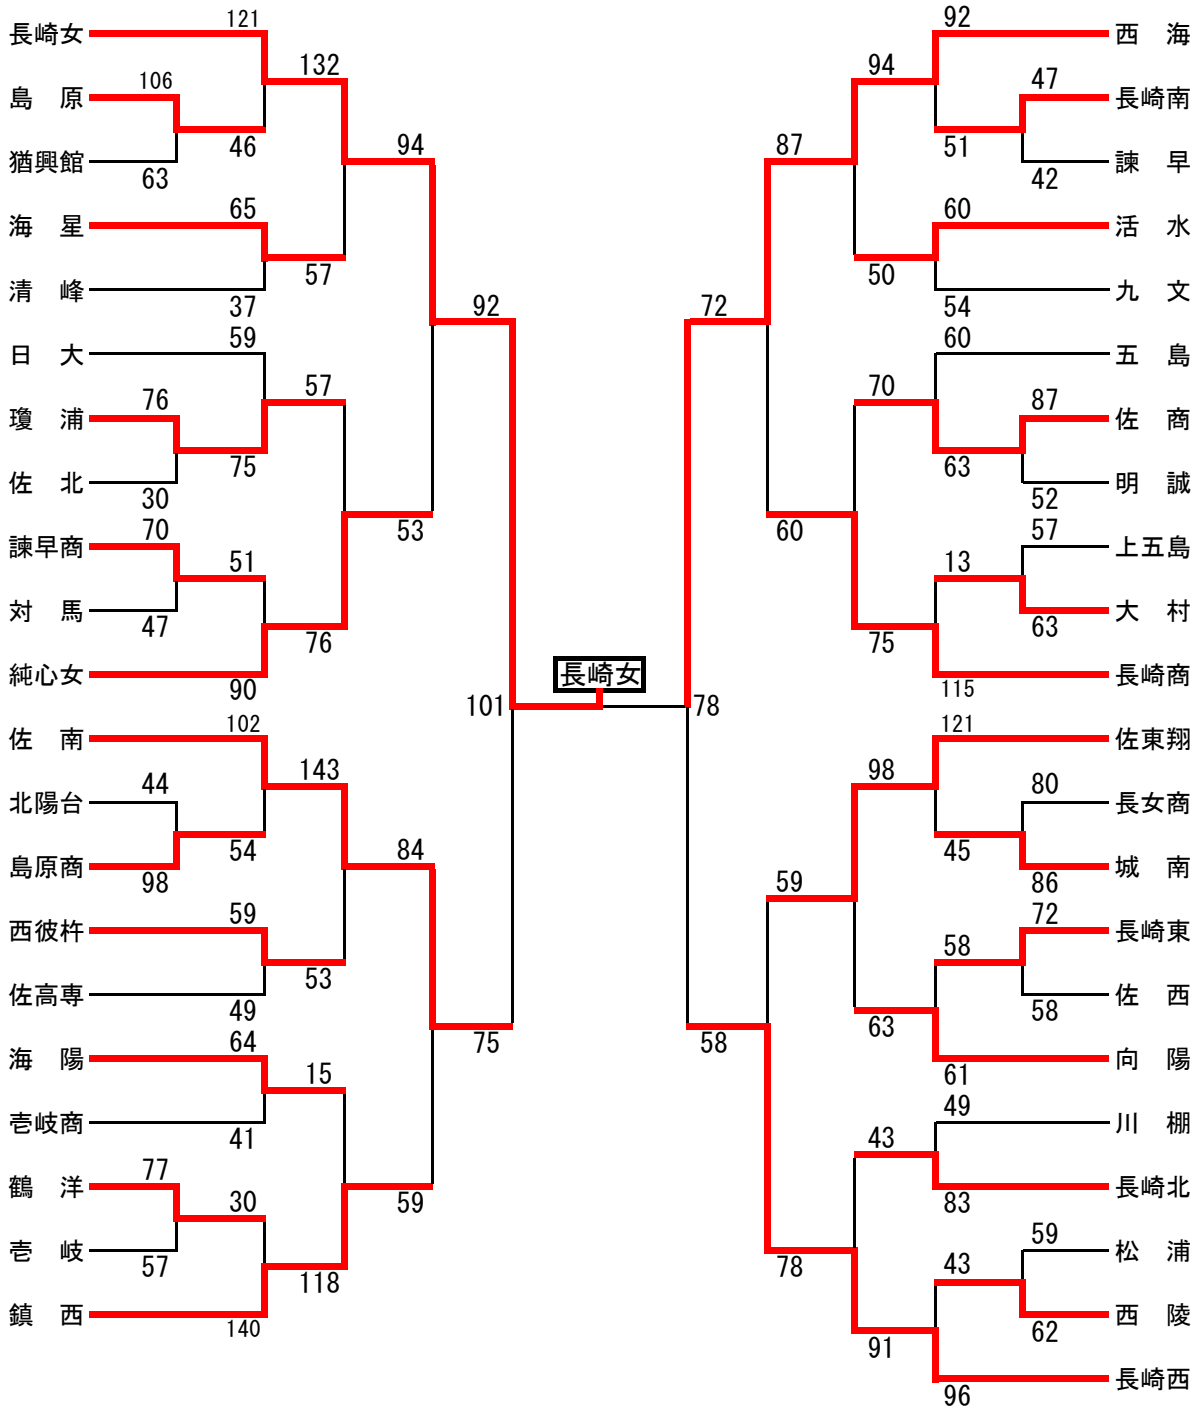 長崎女 121
島　原 106
132
46
猶興館 63
94
海　星 65
57
清　峰 37
92
日　大 59
瓊　浦 76
57
75
佐　北 30
53
諫早商 70
51
対　馬 47
76
純心女 90
101
長崎女
佐　南 102
143
北陽台 44
54
島原商 98
84
西彼杵 59
53
佐高専 49
75
海　陽 64
15
壱岐商 41
鶴　洋 77
30
59
壱　岐 57
118
鎮　西 140
92 西　海
94
47 長崎南
51
87
42 諫　早
60 活　水
50
54 九　文
72
60 五　島
70
87 佐　商
63
52 明　誠
60
57 上五島
13
63 大　村
75
115 長崎商
78
121 佐東翔
98
80 長女商
45
86 城　南
59
72 長崎東
58
58 佐　西
63
61 向　陽
58
49 川　棚
43
83 長崎北
59 松　浦
78
43
62 西　陵
91
96 長崎西